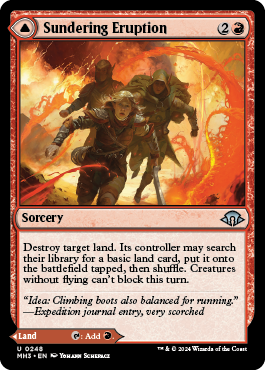 Sundering Eruption 2
Sorcery
Destroy target land. Its controller may search
their library for a basic land card, put it onto
the battlefield tapped, then shuffle. Creatures
without flying can’t block this turn.
“Idea: Climbing boots also balanced for running.”
—Expedition journal entry, very scorched
Land : Add
U 0248
MH3 • EN Yohann Schepacz
™ & © 2024 Wizards of the Coast